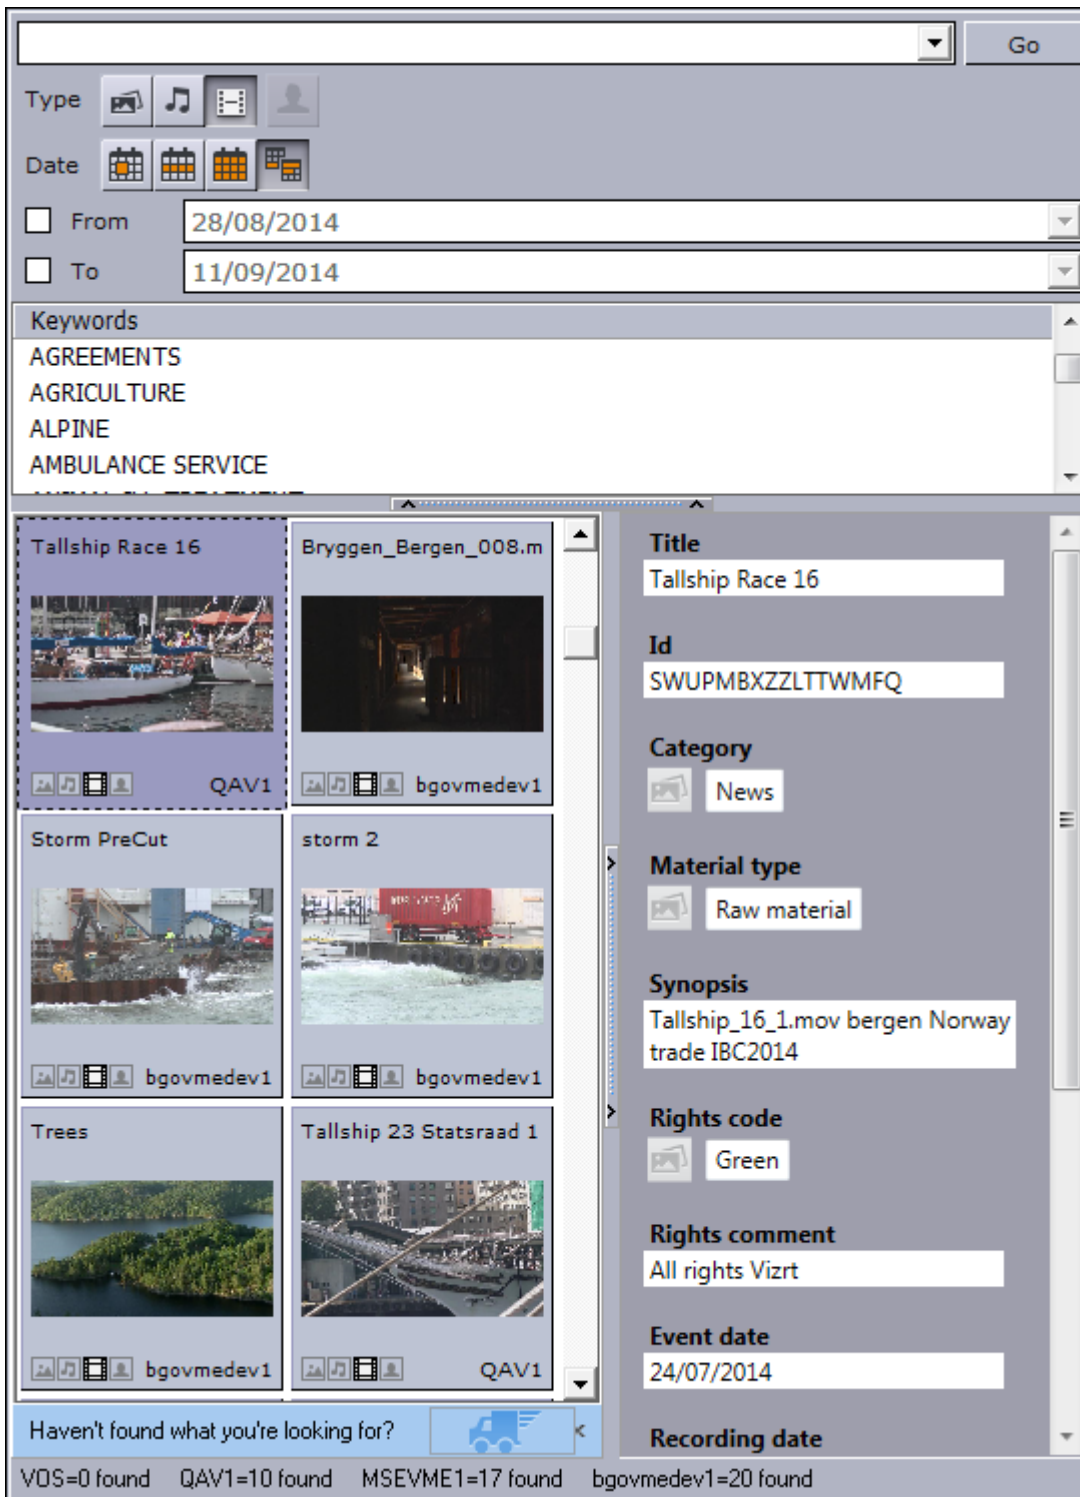 Go
Type
Date
From 28/08/2014
To 11/09/2014
Keywords
AGREEMENTS
AGRICULTURE
ALPINE
AMBULANCE SERVICE
Tallship Race 16
QAV1
Bryggen_Bergen_008.m
bgovmedev1
Storm PreCut
bgovmedev1
storm 2
bgovmedev1
Trees
bgovmedev1
Tallship 23 Statsraad 1
QAV1
Haven't found what you're looking for?
Title
Tallship Race 16
Id
SWUPMBXZZLTTWMFQ
Category
News
Material type
Raw material
Synopsis
Tallship_16_1.mov bergen Norway
trade IBC2014
Rights code
Green
Rights comment
All rights Vizrt
Event date
24/07/2014
Recording date
VOS=0 found QAV1=10 found MSEVME1=17 found bgovmedev1=20 found